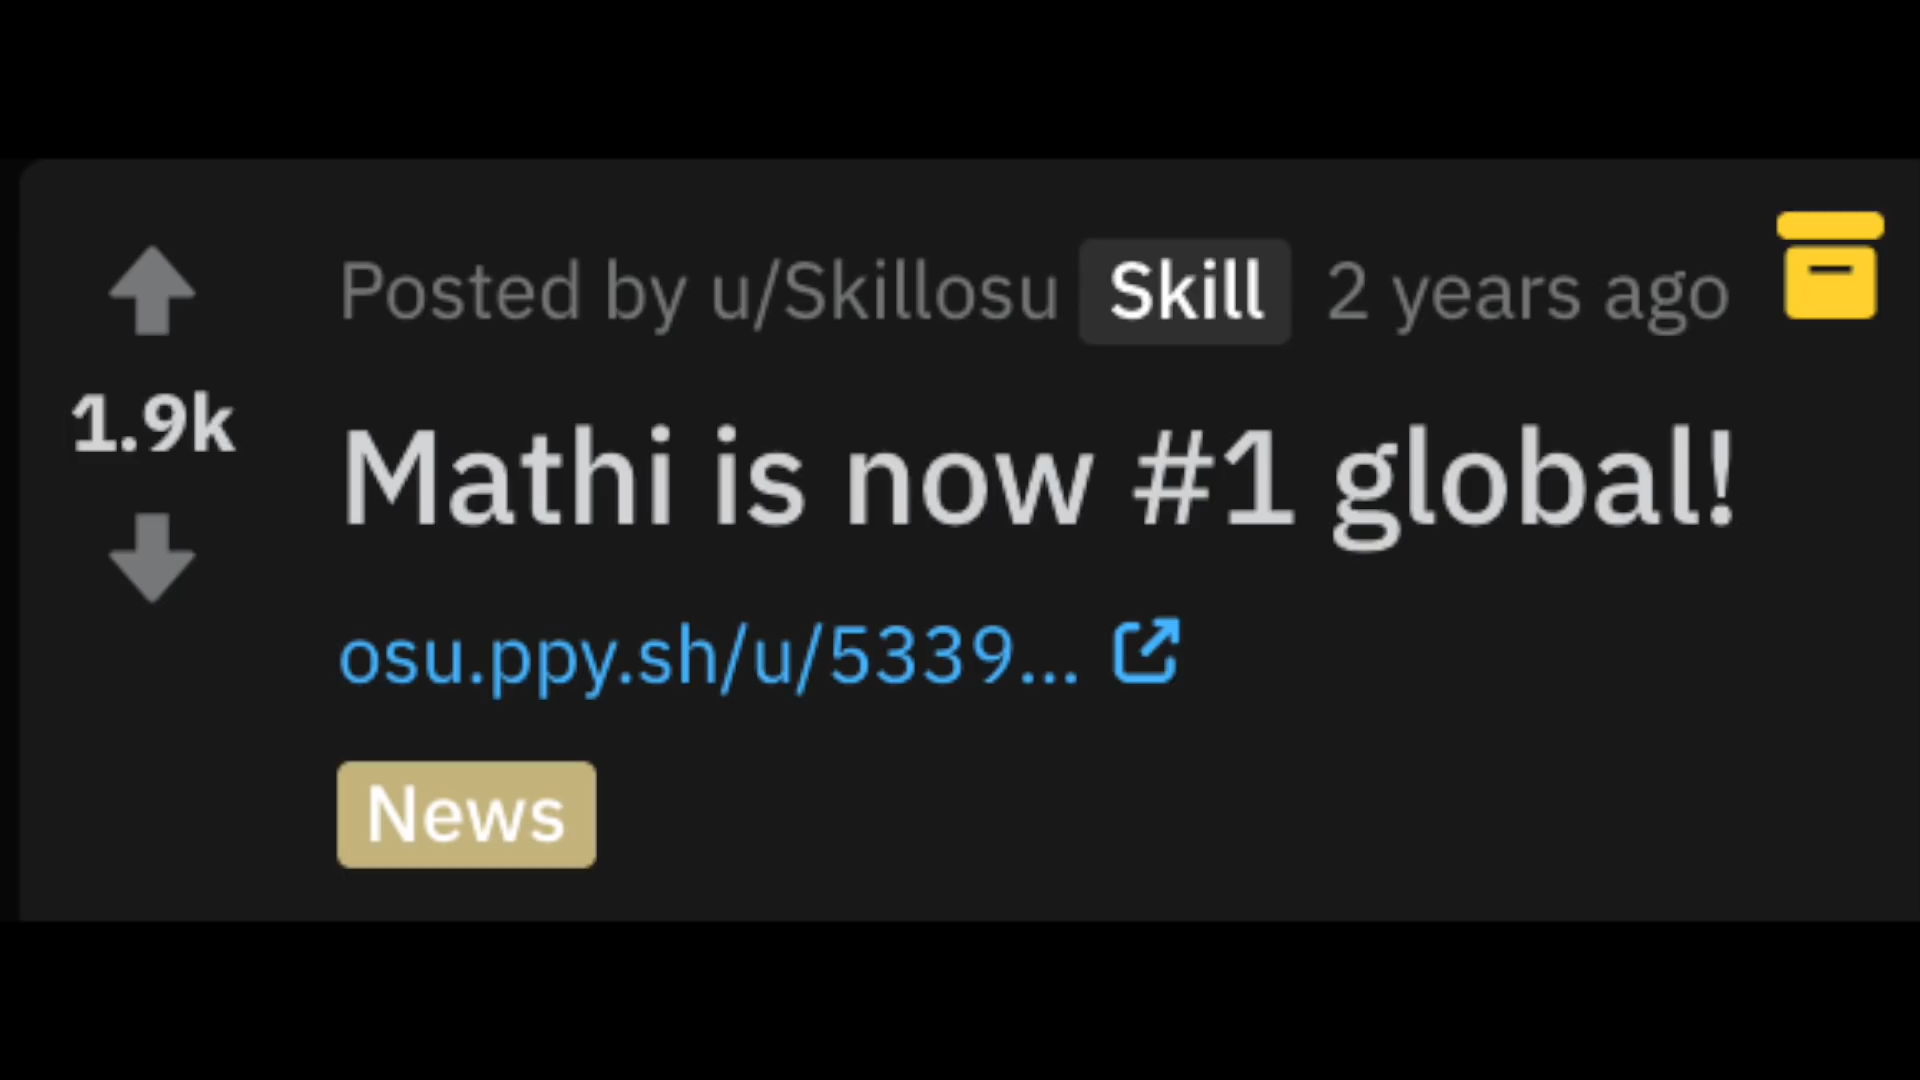 Posted by u/Skillosu Skill 2 years ago
1.9k
Mathi is now #1 global!
osu.ppy.sh/u/5339...
News